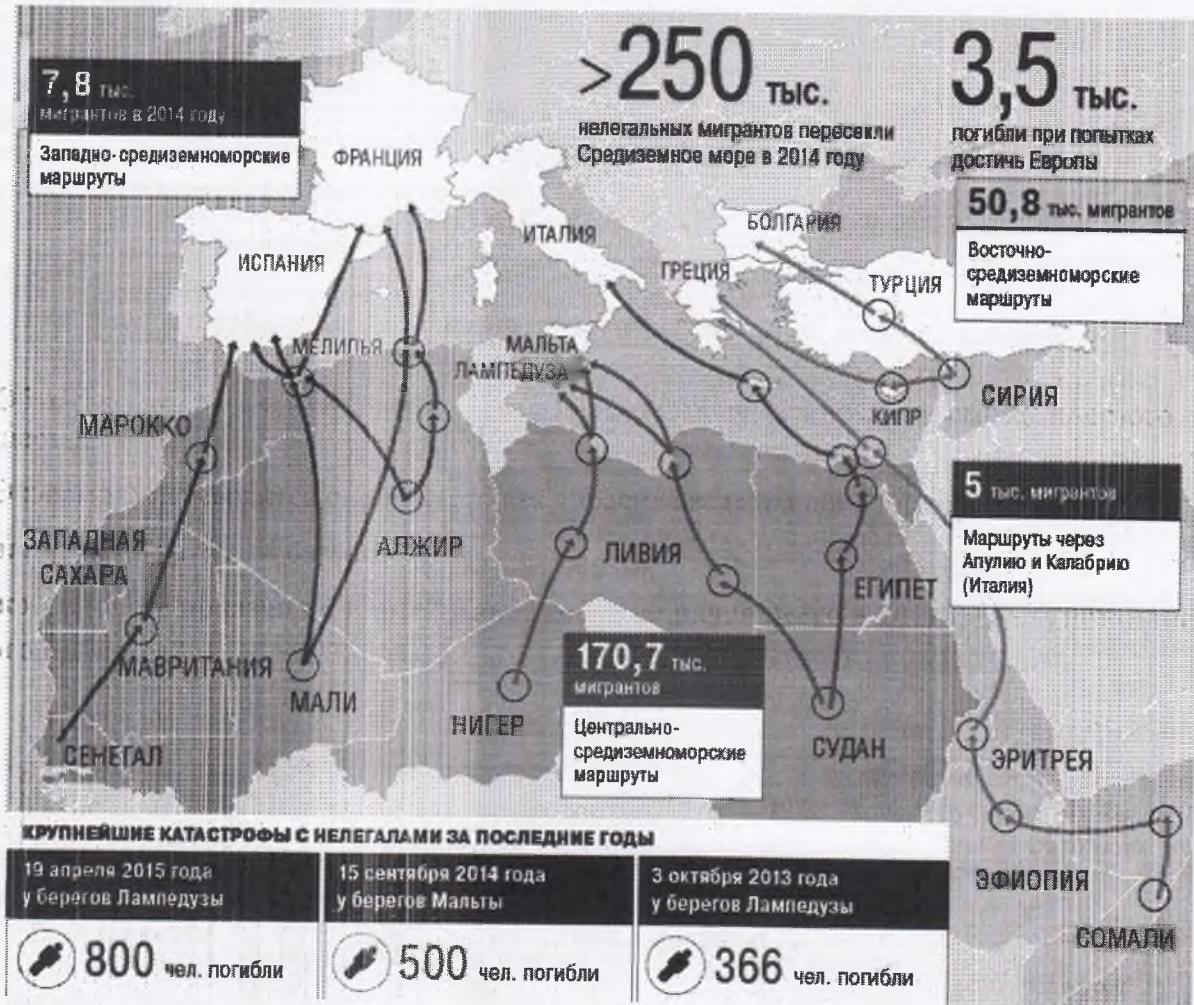 7,8 тыс.
мигрантов в 2014 году
Западно-средиземноморские
маршруты
>250 тыс.
нелегальных мигрантов пересекли
Средиземное море в 2014 году
3,5 тыс.
погибли при попытках
достичь Европы
50,8 тыс. мигрантов
Восточно-
средиземноморские
маршруты
ФРАНЦИЯ
ИСПАНИЯ
ИТАЛИЯ
БОЛГАРИЯ
ГРЕЦИЯ
ТУРЦИЯ
МЕЛИЛЬЯ
МАЛЬТА
ЛАМПЕДУЗА
КИПР
СИРИЯ
МАРОККО
5 тыс. мигрантов
Маршруты через
Апулию и Калабрию
(Италия)
ЗАПАДНАЯ
САХАРА
АЛЖИР
ЛИВИЯ
ЕГИПЕТ
МАВРИТАНИЯ
МАЛИ
НИГЕР
170,7 тыс.
мигрантов
Центрально-
средиземноморские
маршруты
СЕНЕГАЛ
СУДАН
ЭРИТРЕЯ
ЭФИОПИЯ
СОМАЛИ
КРУПНЕЙШИЕ КАТАСТРОФЫ С НЕЛЕГАЛАМИ ЗА ПОСЛЕДНИЕ ГОДЫ
19 апреля 2015 года
у берегов Лампедузы
800 чел. погибли
15 сентября 2014 года
у берегов Мальты
500 чел. погибли
3 октября 2013 года
у берегов Лампедузы
366 чел. погибли